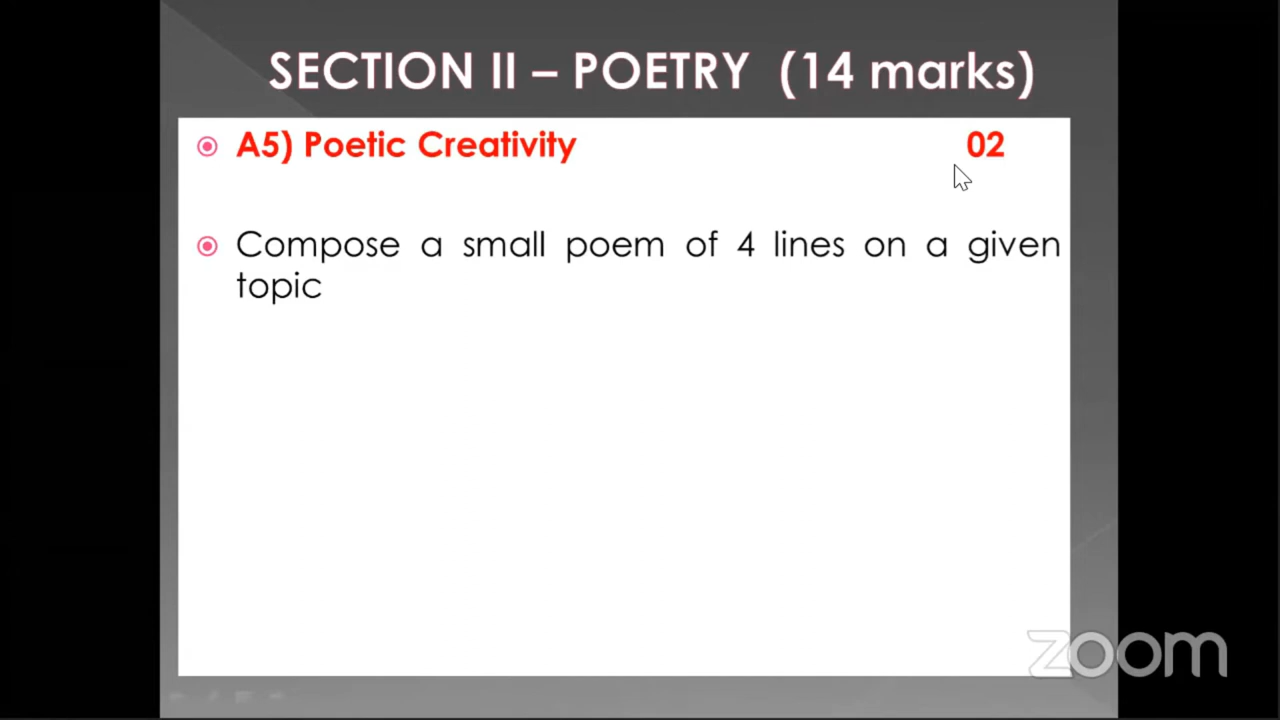 SECTION II – POETRY (14 marks)
A5) Poetic Creativity 02
Compose a small poem of 4 lines on a given
topic
zoom